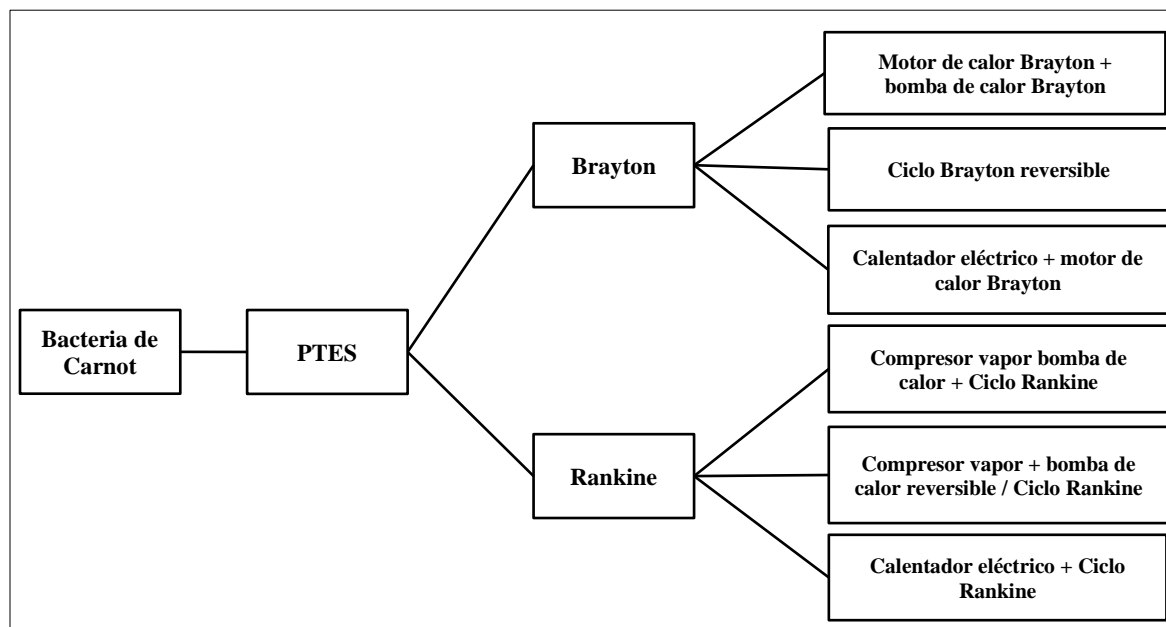 Bacteria de
Carnot
PTES
Brayton
Motor de calor Brayton +
bomba de calor Brayton
Ciclo Brayton reversible
Calentador eléctrico + motor de
calor Brayton
Rankine
Compresor vapor bomba de
calor + Ciclo Rankine
Compresor vapor + bomba de
calor reversible / Ciclo Rankine
Calentador eléctrico + Ciclo
Rankine